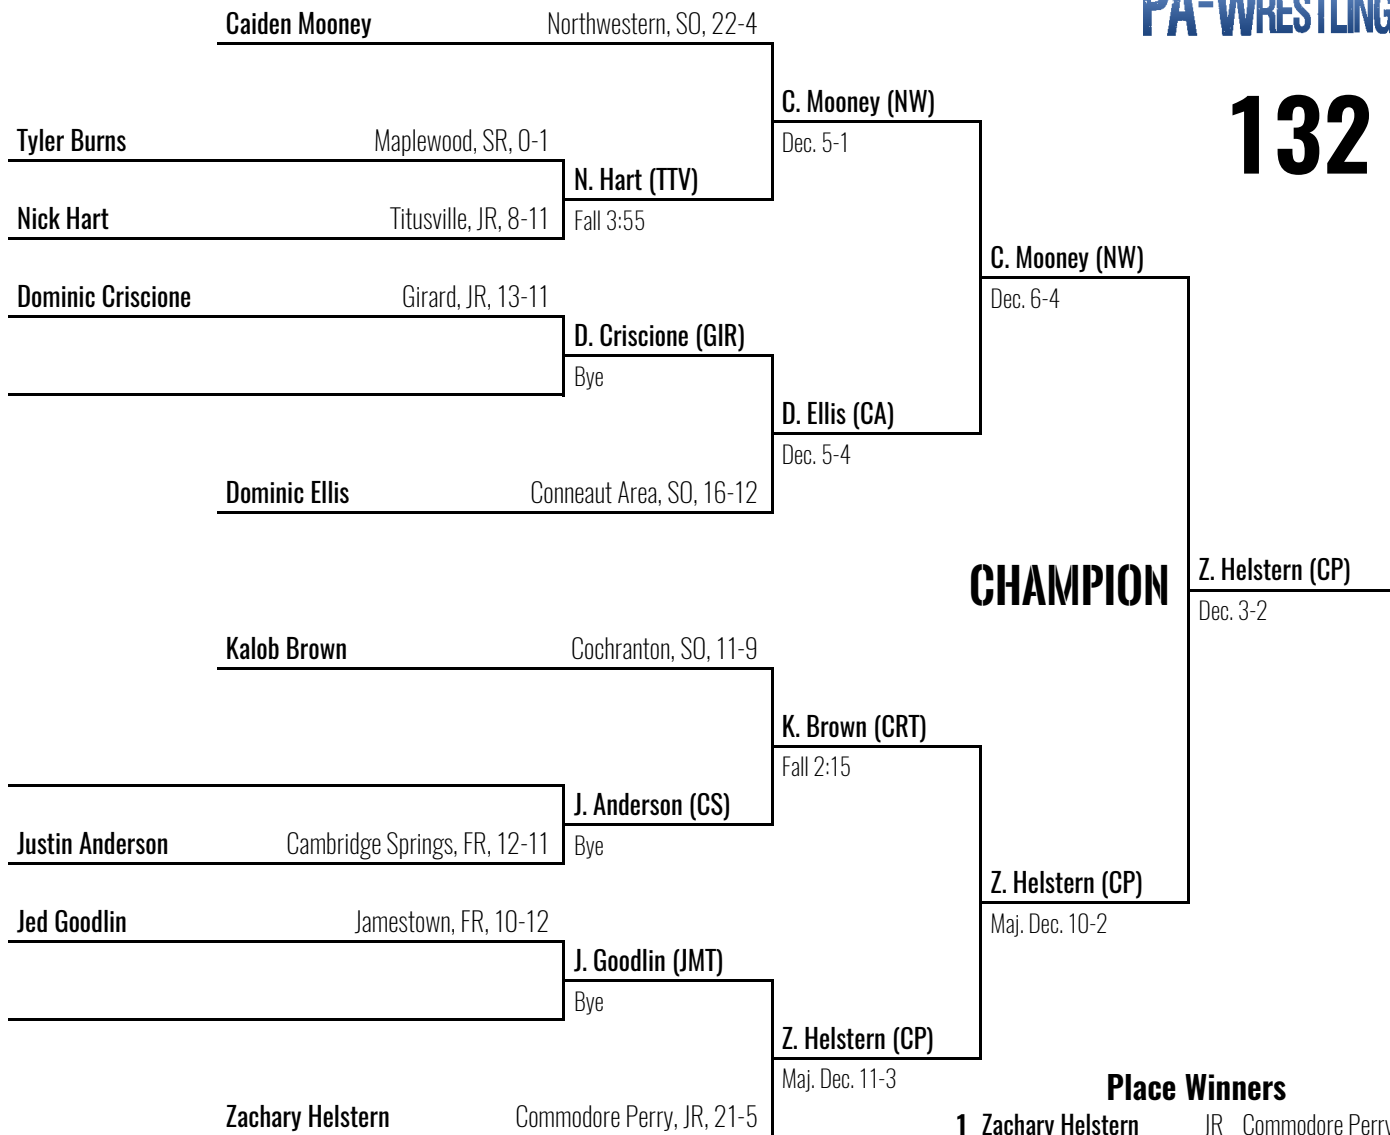 PA-WRESTLING
132
Caiden Mooney Northwestern, SO, 22-4
C. Mooney (NW)
Dec. 5-1
Tyler Burns Maplewood, SR, 0-1
N. Hart (TTV)
Fall 3:55
Nick Hart Titusville, JR, 8-11
C. Mooney (NW)
Dec. 6-4
Dominic Criscione Girard, JR, 13-11
D. Criscione (GIR)
Bye
D. Ellis (CA)
Dec. 5-4
Dominic Ellis Conneaut Area, SO, 16-12
CHAMPION
Z. Helstern (CP)
Dec. 3-2
Kalob Brown Cochranton, SO, 11-9
K. Brown (CRT)
Fall 2:15
J. Anderson (CS)
Bye
Justin Anderson Cambridge Springs, FR, 12-11
Z. Helstern (CP)
Maj. Dec. 10-2
Jed Goodlin Jamestown, FR, 10-12
J. Goodlin (JMT)
Bye
Z. Helstern (CP)
Maj. Dec. 11-3
Zachary Helstern Commodore Perry, JR, 21-5
Place Winners
1 Zachary Helstern JR Commodore Perry